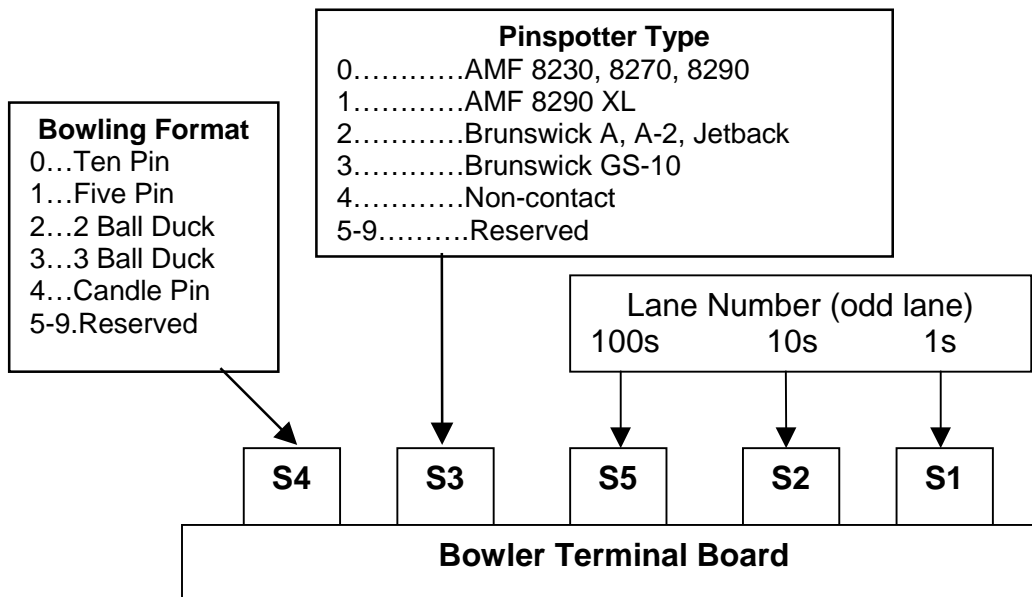 Pinspotter Type
0............AMF 8230, 8270, 8290
1............AMF 8290 XL
2............Brunswick A, A-2, Jetback
3............Brunswick GS-10
4............Non-contact
5-9..........Reserved
Bowling Format
0...Ten Pin
1...Five Pin
2...2 Ball Duck
3...3 Ball Duck
4...Candle Pin
5-9.Reserved
Lane Number (odd lane)
100s 10s 1s
S4 S3 S5 S2 S1
Bowler Terminal Board